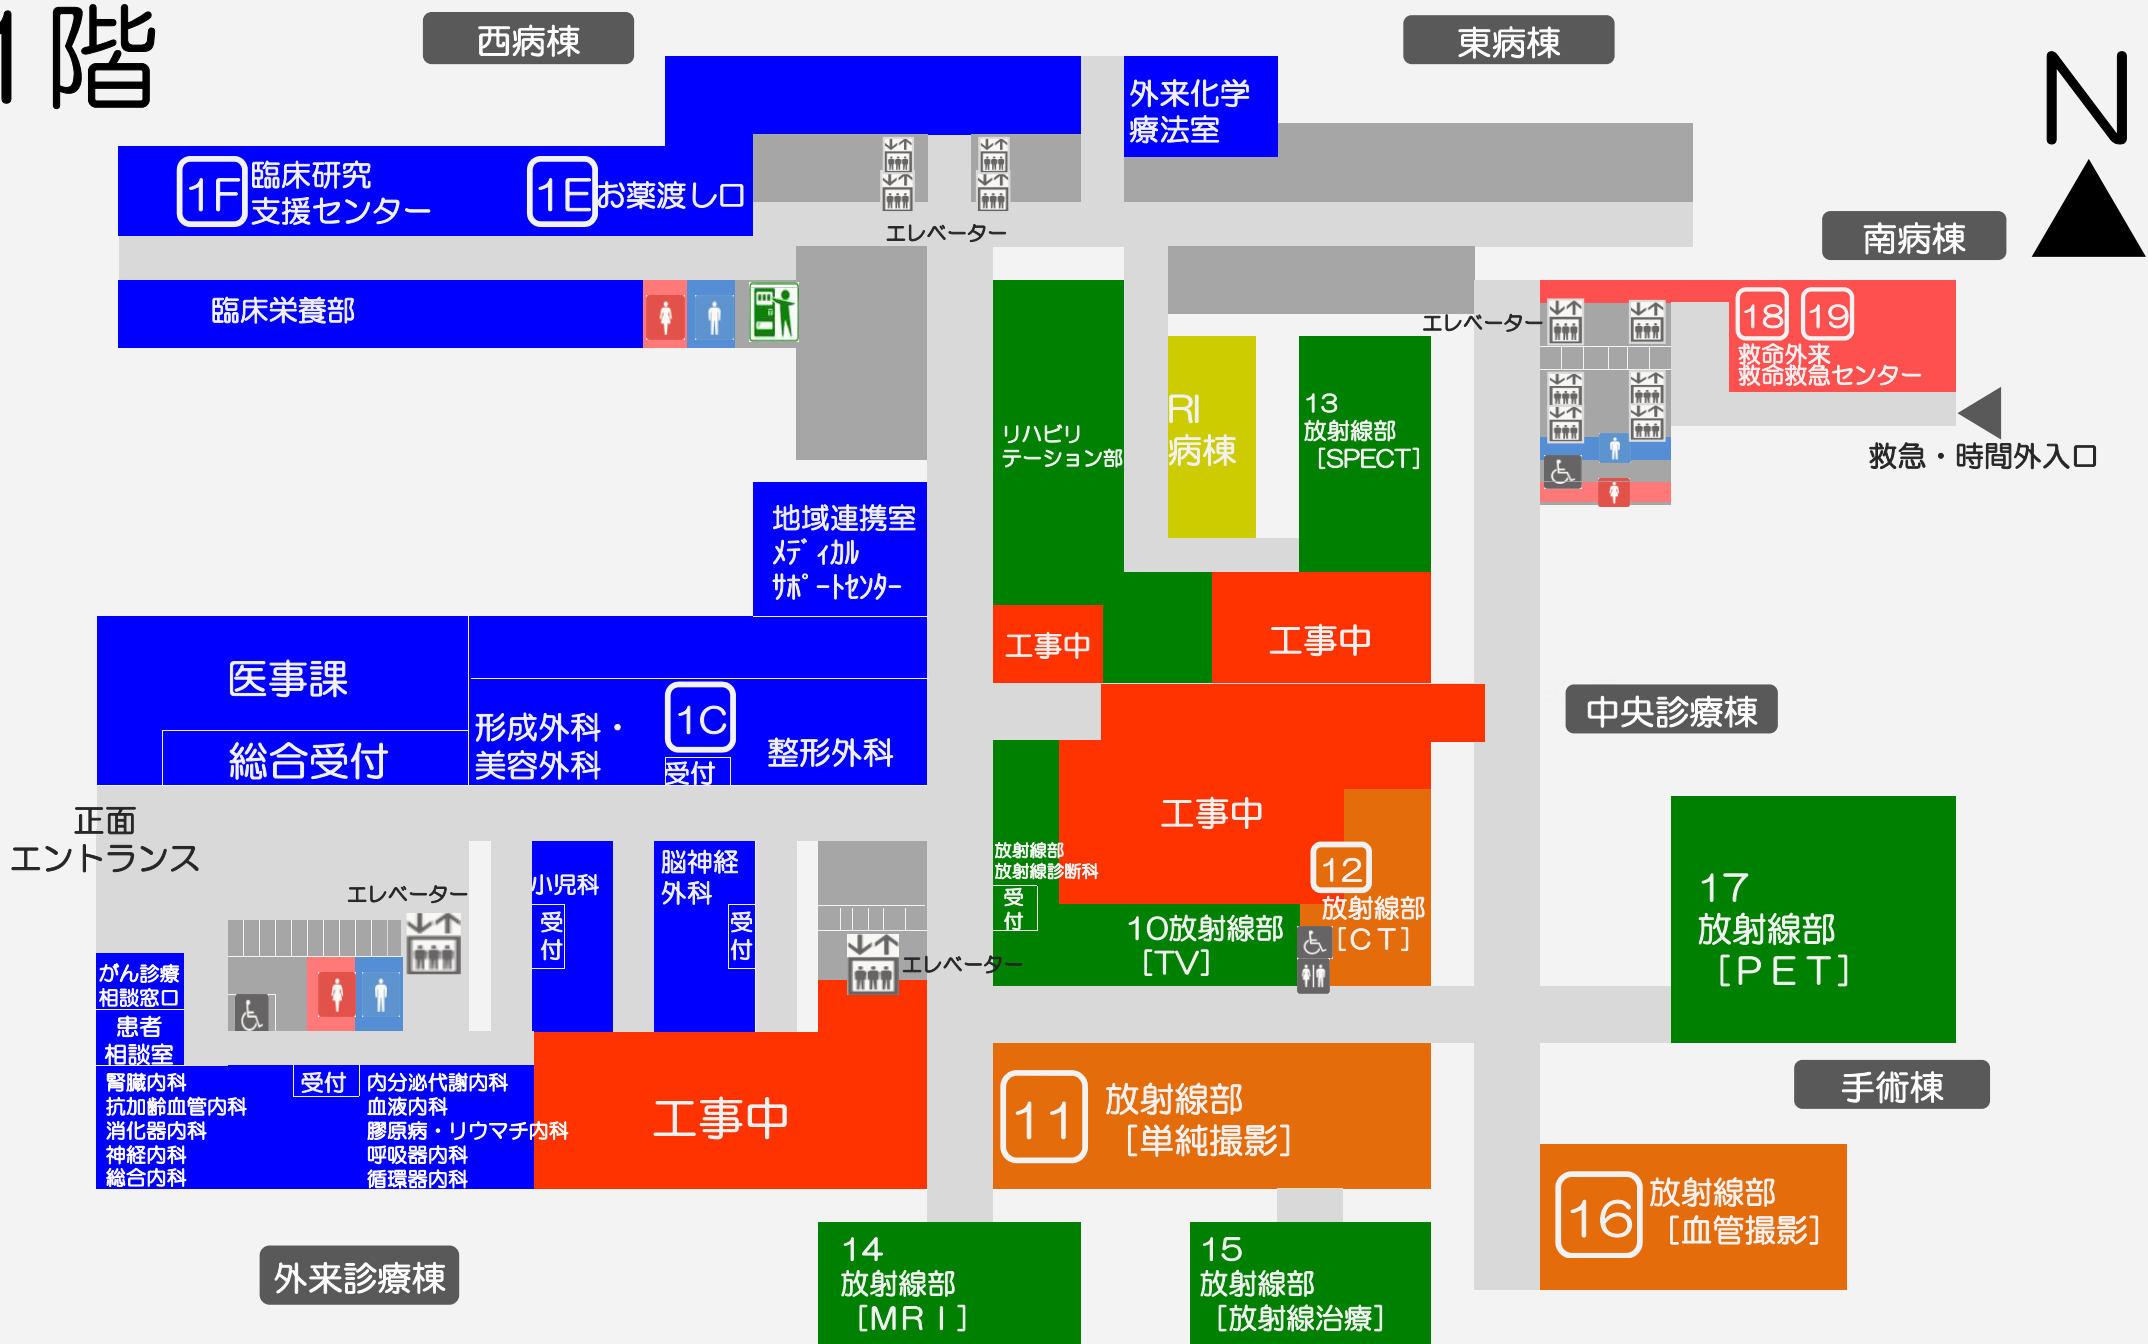 1階
西病棟
東病棟
N
外来化学
療法室
1F
臨床研究
支援センター
1E
お薬渡し口
エレベーター
南病棟
臨床栄養部
エレベーター
18
19
救命外来
救命救急センター
救急・時間外入口
リハビリ
テーション部
RI
病棟
13
放射線部
[SPECT]
地域連携室
メディカル
サポートセンター
工事中
工事中
医事課
総合受付
形成外科・
美容外科
1C
受付
整形外科
中央診療棟
正面
エントランス
エレベーター
小児科
受
付
脳神経
外科
受
付
エレベーター
工事中
放射線部
放射線診断科
受
付
10放射線部
[TV]
12
放射線部
[CT]
17
放射線部
[PET]
がん診療
相談窓口
患者
相談室
腎臓内科
抗加齢血管内科
消化器内科
神経内科
総合内科
受付
内分泌代謝内科
血液内科
膠原病・リウマチ内科
呼吸器内科
循環器内科
工事中
11
放射線部
[単純撮影]
手術棟
16
放射線部
[血管撮影]
外来診療棟
14
放射線部
[MRI]
15
放射線部
[放射線治療]